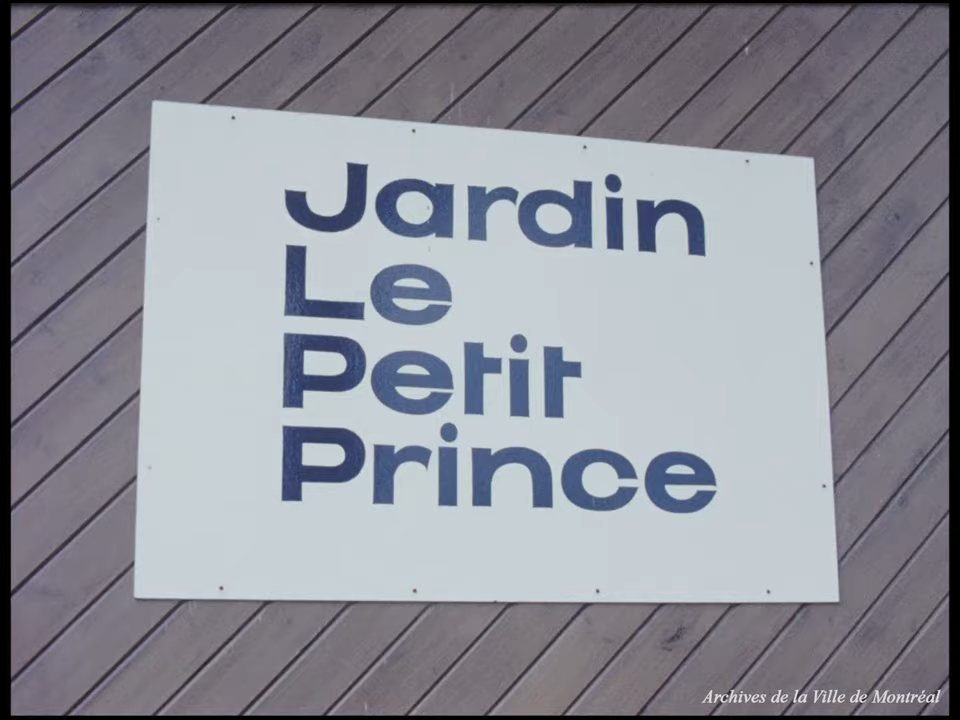 Jardin
Le
Petit
Prince
Archives de la Ville de Montréal